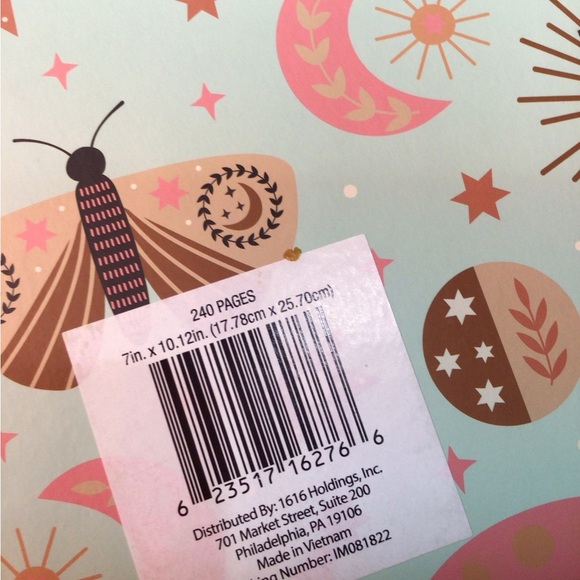 240 PAGES
7in. x 10.12in. (17.78cm x 25.70cm)
6 23517 16276 6
Distributed By: 1616 Holdings, Inc.
701 Market Street, Suite 200
Philadelphia, PA 19106
Made in Vietnam
Number: IM081822